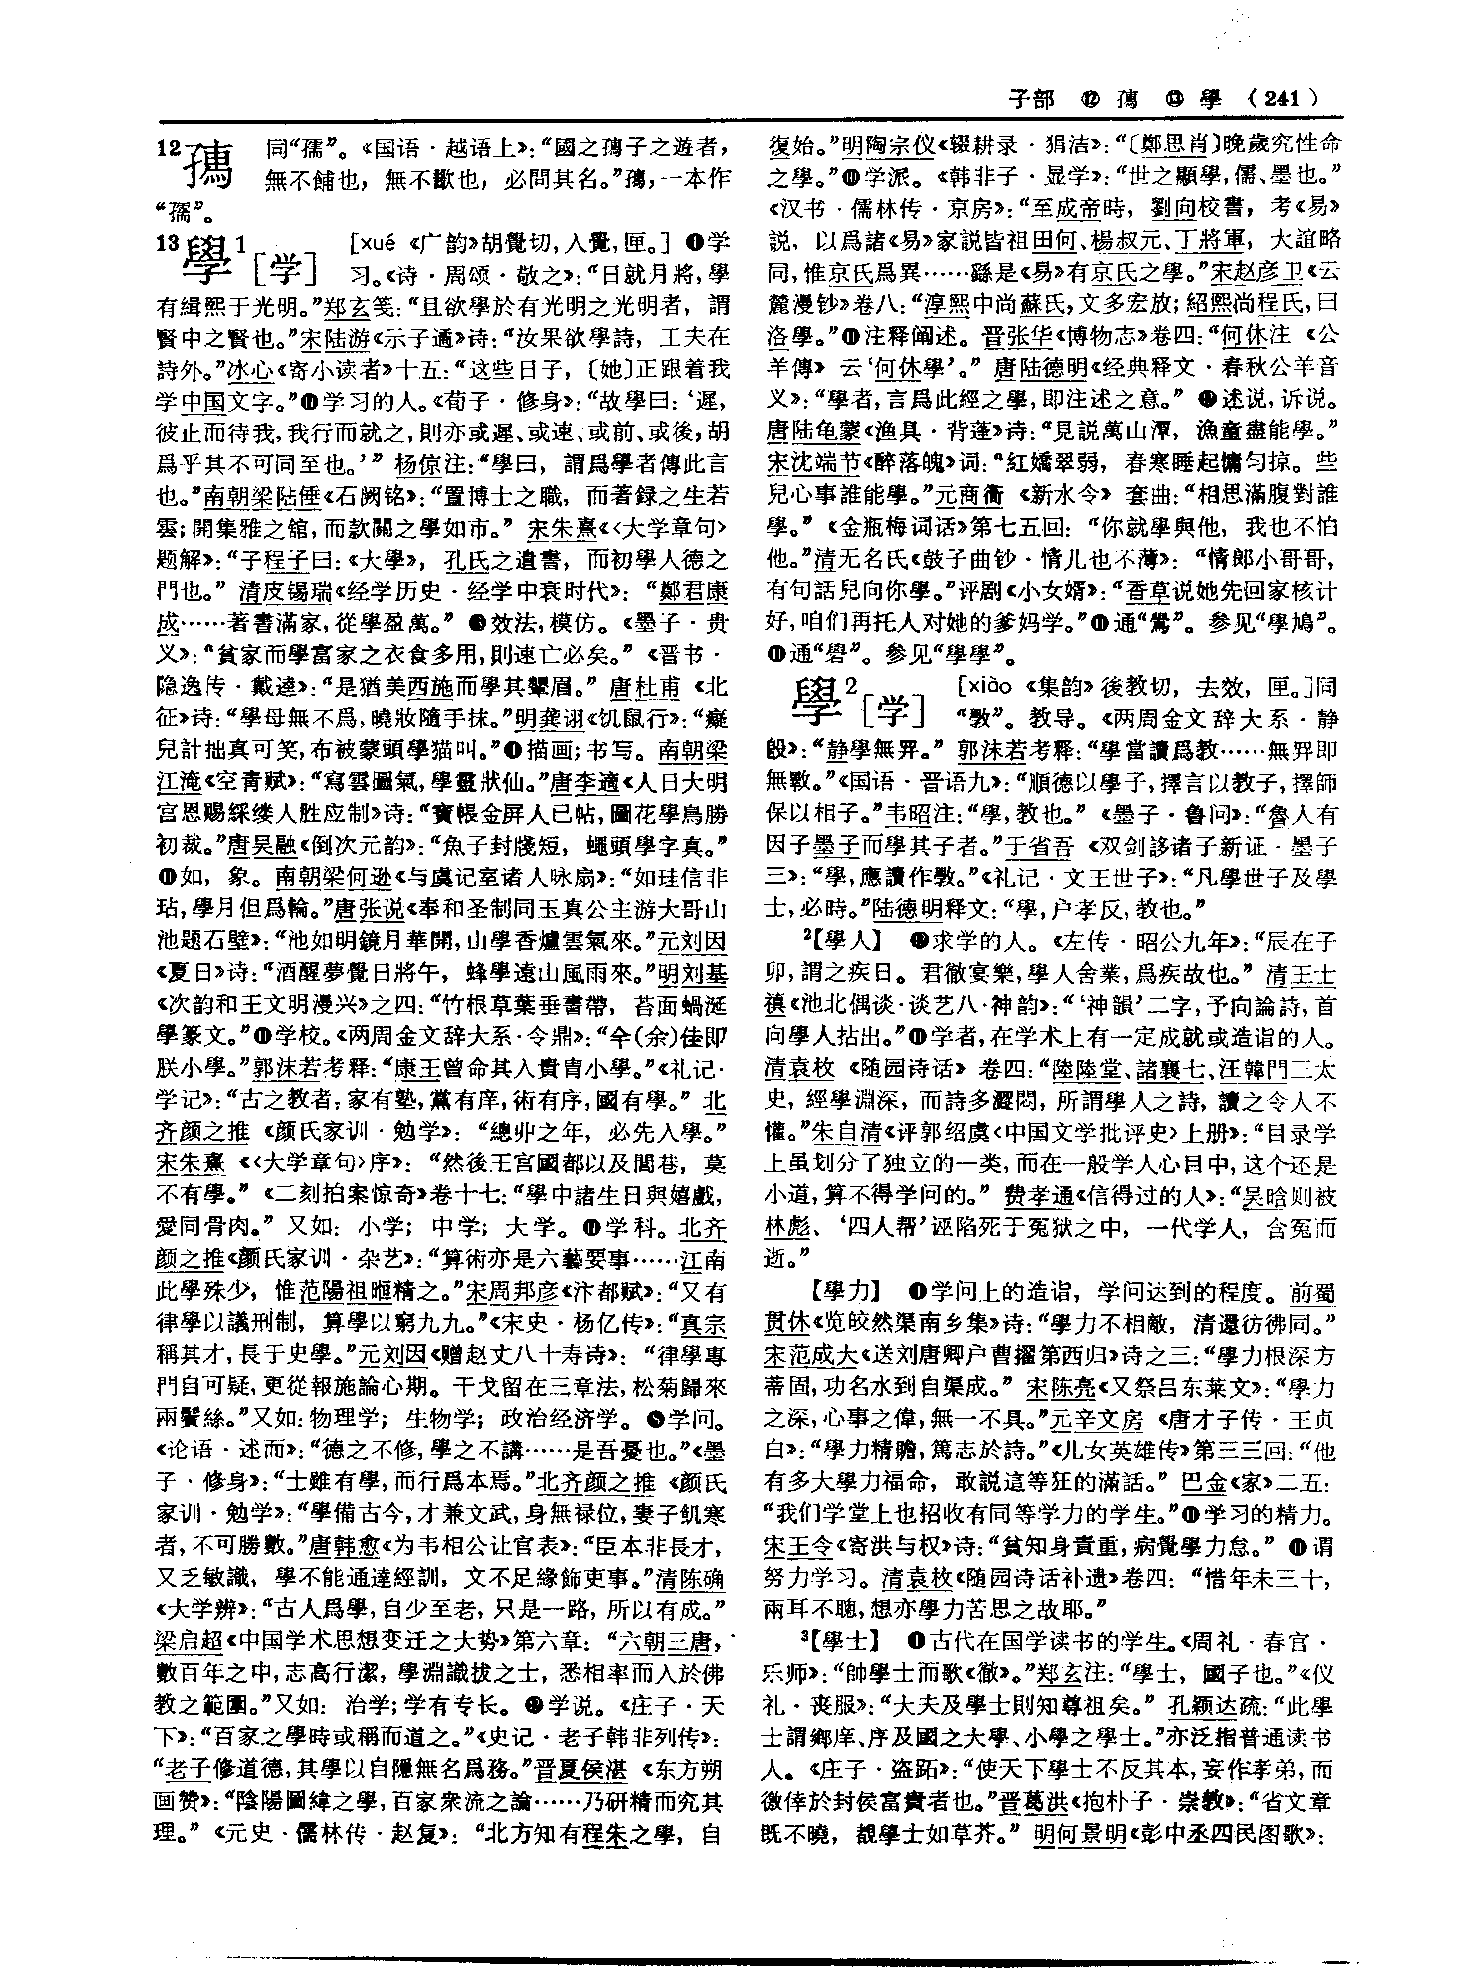 子部 ⑫ 孭 ⑬ 學 （241）
同“孺”。《国语·越语上》：“國之孺子之遊者，
無不餔也，無不歠也，必問其名。”一本作
“孺”。
13學1［学］ [xué 《广韵》胡覺切，入覺，匣。] ❶学
习。《诗·周颂·敬之》：“日就月將，學
有緝熙于光明。”郑玄笺：“且欲學於有光明之光明者，謂
賢中之賢也。”宋陆游《示子遹》诗：“汝果欲學詩，工夫在
詩外。”冰心《寄小读者》十五：“这些日子，〔她〕正跟着我
学中国文字。”❷学习的人。《荀子·修身》：“故學曰：‘遲，
彼止而待我，我行而就之，則亦或遲、或速、或前、或後，胡
爲乎其不可同至也。’”杨倞注：“學曰，謂爲學者傳此言
也。”南朝梁陆倕《石阙铭》：“置博士之職，而著録之生若
雲；開集雅之舘，而款關之學如市。”宋朱熹《〈大学章句〉
题解》：“子程子曰：《大學》，孔氏之遺書，而初學入德之
門也。”清皮锡瑞《经学历史·经学中衰时代》：“鄭君康
成……著書滿家，從學盈萬。”❸效法，模仿。《墨子·贵
义》：“貧家而學富家之衣食多用，則速亡必矣。”《晋书·
隐逸传·戴逵》：“是猶美西施而學其顰眉。”唐杜甫《北
征》诗：“學母無不爲，曉妝隨手抹。”明龚诩《饥鼠行》：“癡
兒計拙真可笑，布被蒙頭學猫叫。”❹描画；书写。南朝梁
江淹《空青赋》：“寫雲圖氣，學靈狀仙。”唐李適《人日大明
宫恩赐綵缕人胜应制》诗：“寶帳金屏人已帖，圖花學鳥勝
初裁。”唐吴融《倒次元韵》：“魚子封牋短，蠅頭學字真。”
❺如，象。南朝梁何逊《与虞记室诸人咏扇》：“如珪信非
玷，學月但爲輪。”唐张说《奉和圣制同玉真公主游大哥山
池题石壁》：“池如明鏡月華開，山學香爐雲氣來。”元刘因
《夏日》诗：“酒醒夢覺日將午，蜂學遠山風雨來。”明刘基
《次韵和王文明漫兴》之四：“竹根草葉垂書帶，苔面蝸涎
學篆文。”❻学校。《两周金文辞大系·令鼎》：“（余）隹即
朕小學。”郭沫若考释：“康王曾命其入貴胄小學。”《礼记·
学记》：“古之教者，家有塾，黨有庠，術有序，國有學。”北
齐颜之推《颜氏家训·勉学》：“總丱之年，必先入學。”
宋朱熹《〈大学章句〉序》：“然後王宮國都以及閭巷，莫
不有學。”《二刻拍案惊奇》卷十七：“學中諸生日與嬉戲，
愛同骨肉。”又如：小学；中学；大学。❼学科。北齐
颜之推《颜氏家训·杂艺》：“算術亦是六藝要事……江南
此學殊少，惟范陽祖暅精之。”宋周邦彦《汴都赋》：“又有
律學以議刑制，算學以窮九九。”《宋史·杨亿传》：“真宗
稱其才，長于史學。”元刘因《赠赵丈八十寿诗》：“律學專
門自可疑，更從報施論心期。干戈留在三章法，松菊歸來
兩鬢絲。”又如：物理学；生物学；政治经济学。❽学问。
《论语·述而》：“德之不修，學之不講……是吾憂也。”《墨
子·修身》：“士雖有學，而行爲本焉。”北齐颜之推《颜氏
家训·勉学》：“學備古今，才兼文武，身無禄位，妻子飢寒
者，不可勝數。”唐韩愈《为韦相公让官表》：“臣本非長才，
又乏敏識，學不能通達經訓，文不足緣飾吏事。”清陈确
《大学辨》：“古人爲學，自少至老，只是一路，所以有成。”
梁启超《中国学术思想变迁之大势》第六章：“六朝三唐，
數百年之中，志高行潔，學淵識拔之士，悉相率而入於佛
教之範圍。”又如：治学；学有专长。❾学说。《庄子·天
下》：“百家之學時或稱而道之。”《史记·老子韩非列传》：
“老子修道德，其學以自隱無名爲務。”晋夏侯湛《东方朔
画赞》：“陰陽圖緯之學，百家衆流之論……乃研精而究其
理。”《元史·儒林传·赵复》：“北方知有程朱之學，自
復始。”明陶宗仪《辍耕录·狷洁》：“〔鄭思肖〕晚歲究性命
之學。”❿学派。《韩非子·显学》：“世之顯學，儒、墨也。”
《汉书·儒林传·京房》：“至成帝時，劉向校書，考《易》
説，以爲諸《易》家説皆祖田何、楊叔元、丁將軍，大誼略
同，惟京氏爲異……繇是《易》有京氏之學。”宋赵彦卫《云
麓漫钞》卷八：“淳熙中尚蘇氏，文多宏放；紹熙尚程氏，曰
洛學。”⓫注释阐述。晋张华《博物志》卷四：“何休注《公
羊傳》云‘何休學’。”唐陆德明《经典释文·春秋公羊音
义》：“學者，言爲此經之學，即注述之意。”⓬述说，诉说。
唐陆龟蒙《渔具·背蓬》诗：“見説萬山潭，漁童盡能學。”
宋沈端节《醉落魄》词：“紅嬌翠弱，春寒睡起慵匀掠。些
兒心事誰能學。”元商衟《新水令》套曲：“相思滿腹對誰
學。”《金瓶梅词话》第七五回：“你就學與他，我也不怕
他。”清无名氏《鼓子曲钞·情儿也不薄》：“情郎小哥哥，
有句話兒向你學。”评剧《小女婿》：“香草说她先回家核计
好，咱们再托人对她的爹妈学。”⓭通“鷽”。参见“學鳩”。
⓮通“礐”。参见“學學”。
學2［学］ [xiào 《集韵》後教切，去效，匣。]同
“斆”。教导。《两周金文辞大系·静
𣪘》：“静學無斁。”郭沫若考释：“學當讀爲教……無斁即
無斁。”《国语·晋语九》：“順德以學子，擇言以教子，擇師
保以相子。”韦昭注：“學，教也。”《墨子·鲁问》：“魯人有
因子墨子而學其子者。”于省吾《双剑誃诸子新证·墨子
三》：“學，應讀作斆。”《礼记·文王世子》：“凡學世子及學
士，必時。”陆德明释文：“學，户孝反，教也。”
2【學人】 ❶求学的人。《左传·昭公九年》：“辰在子
卯，謂之疾日。君徹宴樂，學人舍業，爲疾故也。”清王士
禛《池北偶谈·谈艺八·神韵》：“‘神韻’二字，予向論詩，首
向學人拈出。”❷学者，在学术上有一定成就或造诣的人。
清袁枚《随园诗话》卷四：“陸陸堂、諸襄七、汪韓門三太
史，經學淵深，而詩多澀悶，所謂學人之詩，讀之令人不
懽。”朱自清《评郭绍虞〈中国文学批评史〉上册》：“目录学
上虽划分了独立的一类，而在一般学人心目中，这个还是
小道，算不得学问的。”费孝通《信得过的人》：“吴晗则被
林彪、‘四人帮’诬陷死于冤狱之中，一代学人，含冤而
逝。”
【學力】 ❶学问上的造诣，学问达到的程度。前蜀
贯休《览皎然渠南乡集》诗：“學力不相敵，清還彷彿同。”
宋范成大《送刘唐卿户曹擢第西归》诗之三：“學力根深方
蒂固，功名水到自渠成。”宋陈亮《又祭吕东莱文》：“學力
之深，心事之偉，無一不具。”元辛文房《唐才子传·王贞
白》：“學力精贍，篤志於詩。”《儿女英雄传》第三三回：“他
有多大學力福命，敢説這等狂的滿話。”巴金《家》二五：
“我们学堂上也招收有同等学力的学生。”❷学习的精力。
宋王令《寄洪与权》诗：“貧知身責重，病覺學力怠。”❸谓
努力学习。清袁枚《随园诗话补遗》卷四：“惜年未三十，
兩耳不聰，想亦學力苦思之故耶。”
3【學士】 ❶古代在国学读书的学生。《周礼·春官·
乐师》：“帥學士而歌《徹》。”郑玄注：“學士，國子也。”《仪
礼·丧服》：“大夫及學士則知尊祖矣。”孔颖达疏：“此學
士謂鄉庠、序及國之大學、小學之學士。”亦泛指普通读书
人。《庄子·盗跖》：“使天下學士不反其本，妄作孝弟，而
徼倖於封侯富貴者也。”晋葛洪《抱朴子·崇教》：“省文章
既不曉，覩學士如草芥。”明何景明《彭中丞四民图歌》：